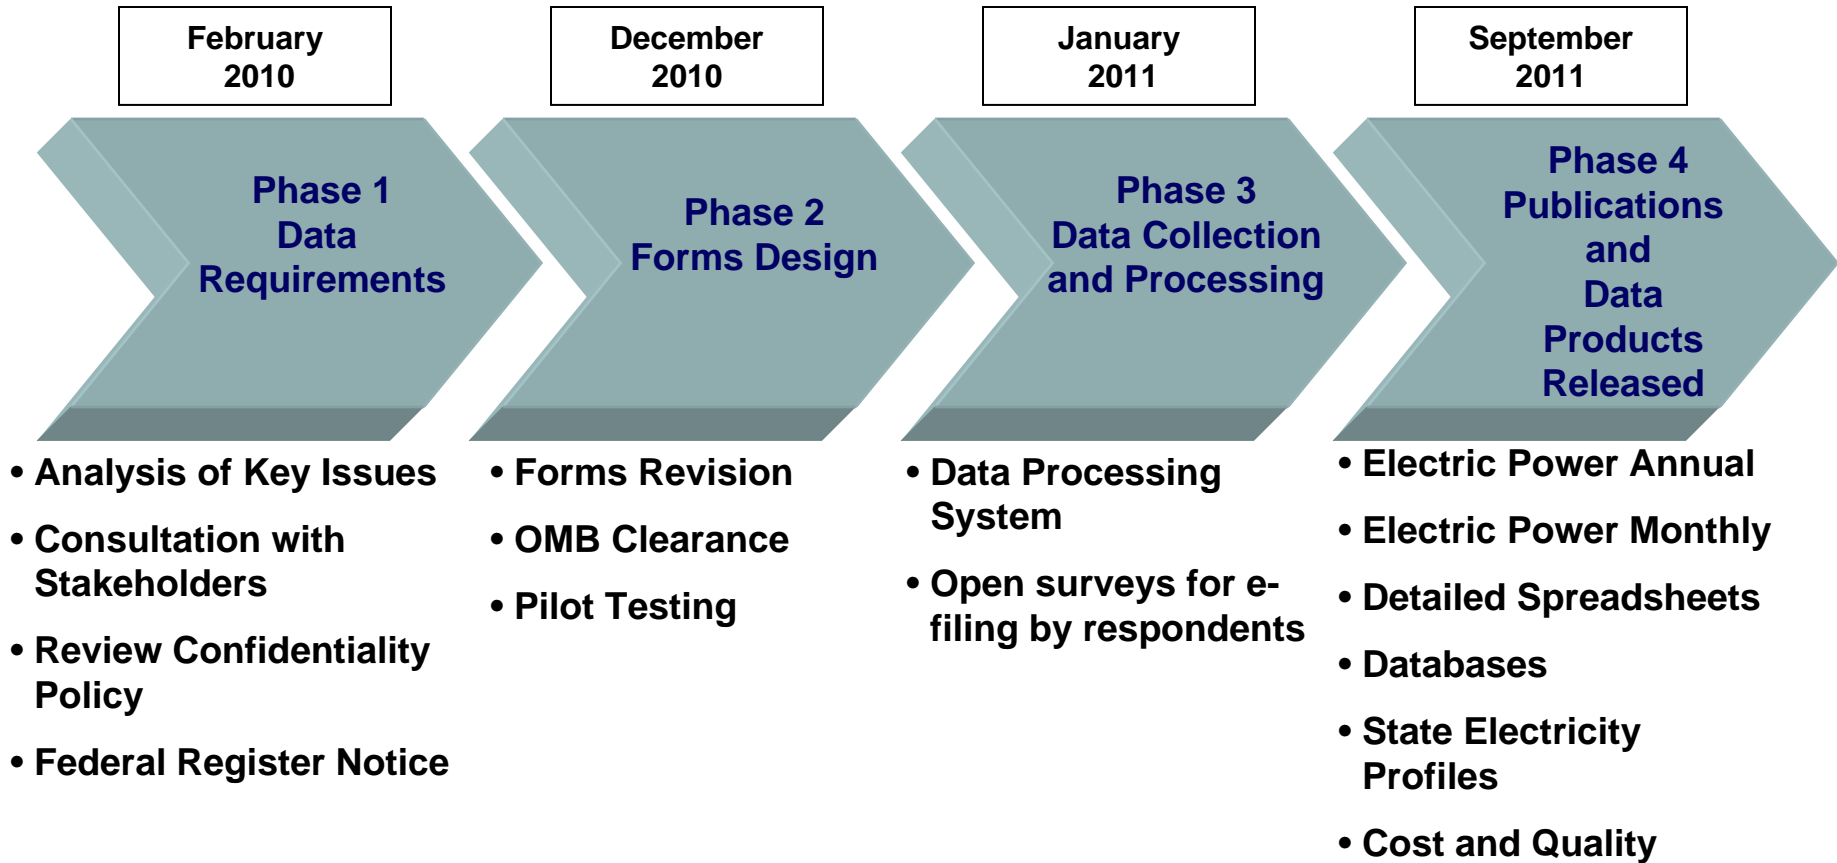 February
2010
December
2010
January
2011
September
2011
Phase 1
Data
Requirements
Phase 2
Forms Design
Phase 3
Data Collection
and Processing
Phase 4
Publications
and
Data
Products
Released
• Analysis of Key Issues
• Consultation with
Stakeholders
• Review Confidentiality
Policy
• Federal Register Notice
• Forms Revision
• OMB Clearance
• Pilot Testing
• Data Processing
System
• Open surveys for e-
filing by respondents
• Electric Power Annual
• Electric Power Monthly
• Detailed Spreadsheets
• Databases
• State Electricity
Profiles
• Cost and Quality